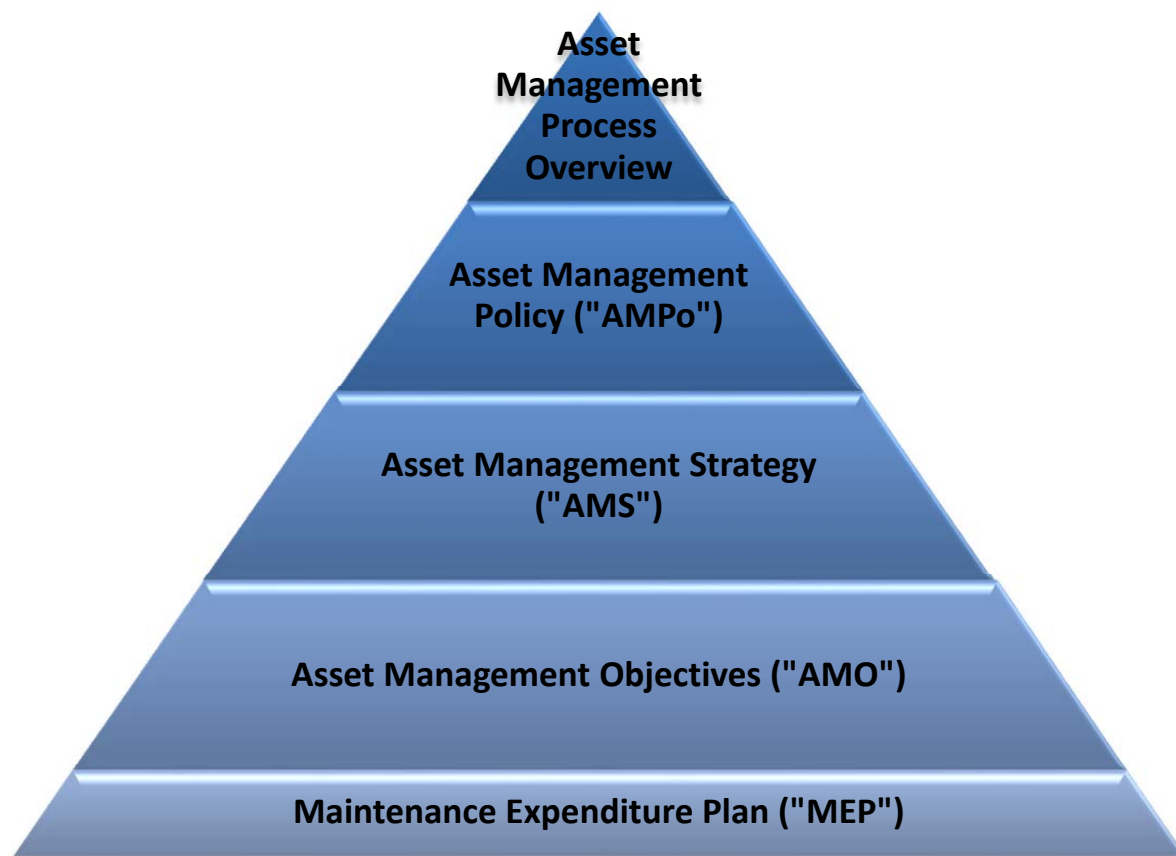 Asset
Management
Process
Overview
Asset Management
Policy ("AMPo")
Asset Management Strategy
("AMS")
Asset Management Objectives ("AMO")
Maintenance Expenditure Plan ("MEP")